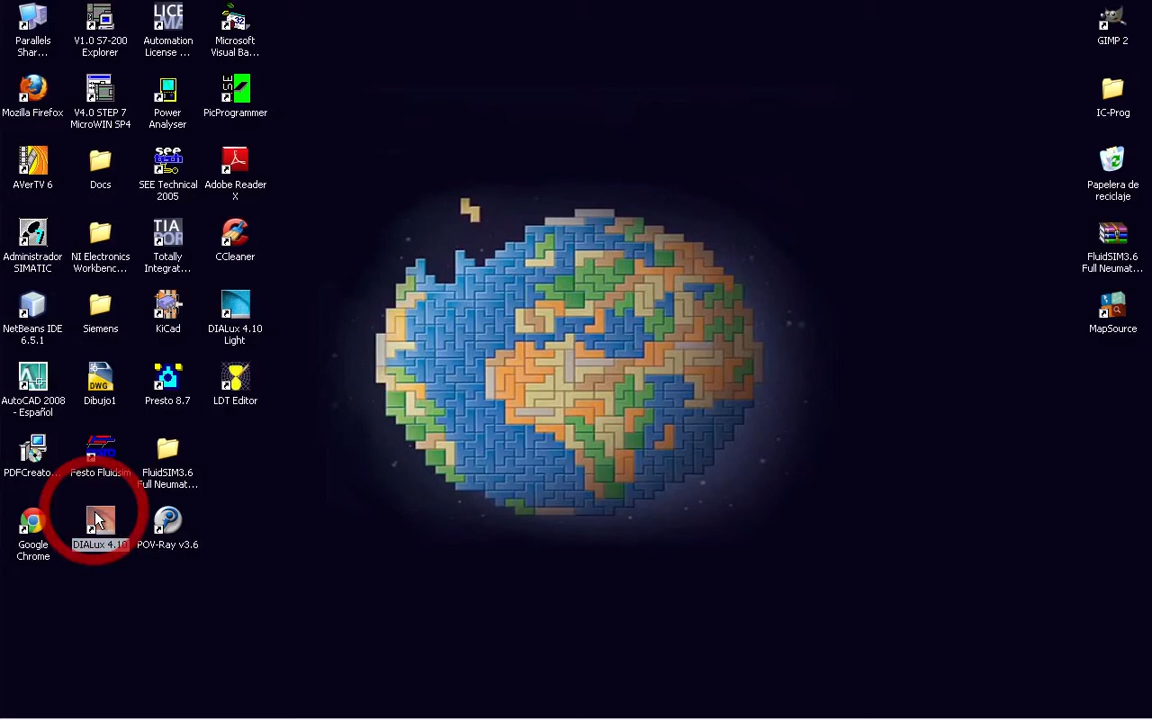 Parallels
Shar...
V1.0 S7-200
Explorer
Automation
License ...
Microsoft
Visual Ba...
GIMP 2
Mozilla Firefox
V4.0 STEP 7
MicroWIN SP4
Power
Analyser
PicProgrammer
IC-Prog
AVerTV 6
Docs
SEE Technical
2005
Adobe Reader
X
Papelera de
reciclaje
Administrador
SIMATIC
NI Electronics
Workbenc...
Totally
Integrat...
CCleaner
FluidSIM3.6
Full Neumat...
NetBeans IDE
6.5.1
Siemens
KiCad
DIALux 4.10
Light
MapSource
AutoCAD 2008
- Español
DWG
Dibujo1
Presto 8.7
LDT Editor
PDFCreato...
Festo Fluidsim
FluidSIM3.6
Full Neumat...
Google
Chrome
DIALux 4.10
POV-Ray v3.6